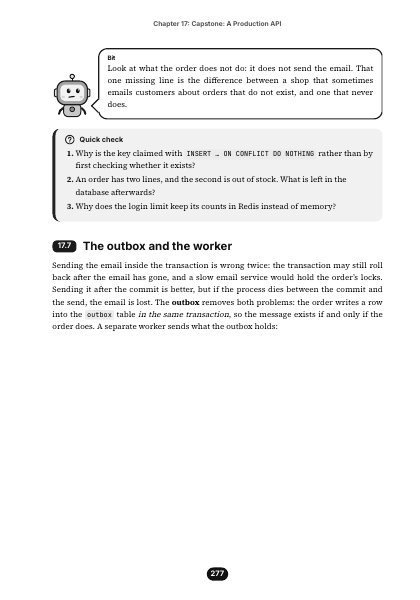 Chapter 17: Capstone: A Production API
Bit
Look at what the order does not do: it does not send the email. That
one missing line is the difference between a shop that sometimes
emails customers about orders that do not exist, and one that never
does.
? Quick check
1. Why is the key claimed with INSERT … ON CONFLICT DO NOTHING rather than by
first checking whether it exists?
2. An order has two lines, and the second is out of stock. What is left in the
database afterwards?
3. Why does the login limit keep its counts in Redis instead of memory?
17.7 The outbox and the worker
Sending the email inside the transaction is wrong twice: the transaction may still roll
back after the email has gone, and a slow email service would hold the order's locks.
Sending it after the commit is better, but if the process dies between the commit and
the send, the email is lost. The outbox removes both problems: the order writes a row
into the outbox table in the same transaction, so the message exists if and only if the
order does. A separate worker sends what the outbox holds:
277